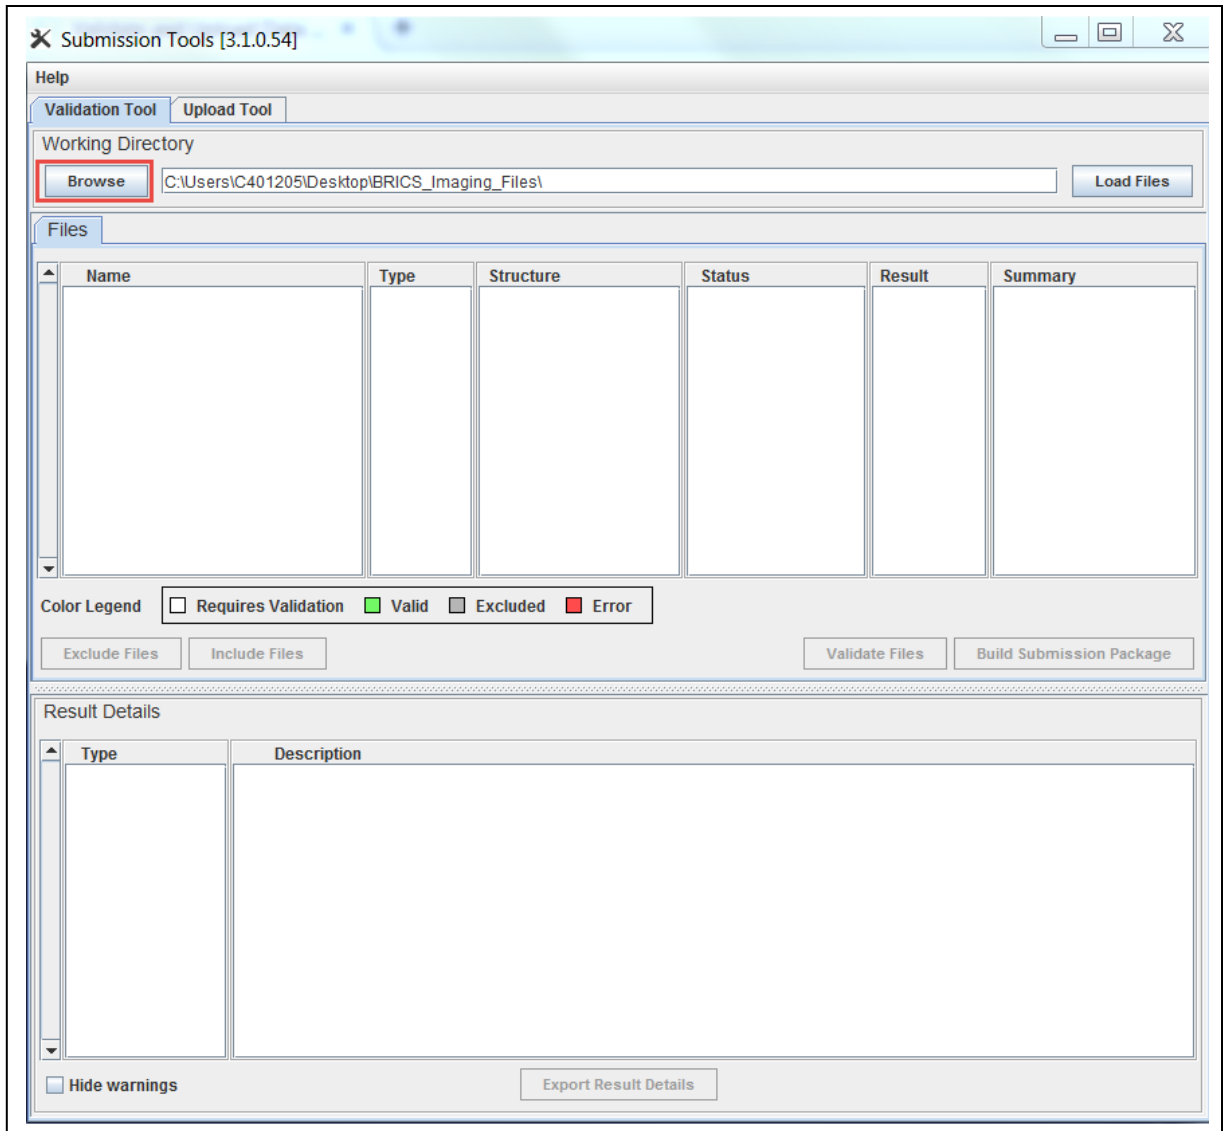 Submission Tools [3.1.0.54]
Help
Validation Tool Upload Tool
Working Directory
Browse C:\Users\C401205\Desktop\BRICS_Imaging_Files\ Load Files
Files
Name Type Structure Status Result Summary
Color Legend Requires Validation Valid Excluded Error
Exclude Files Include Files Validate Files Build Submission Package
Result Details
Type Description
Hide warnings Export Result Details